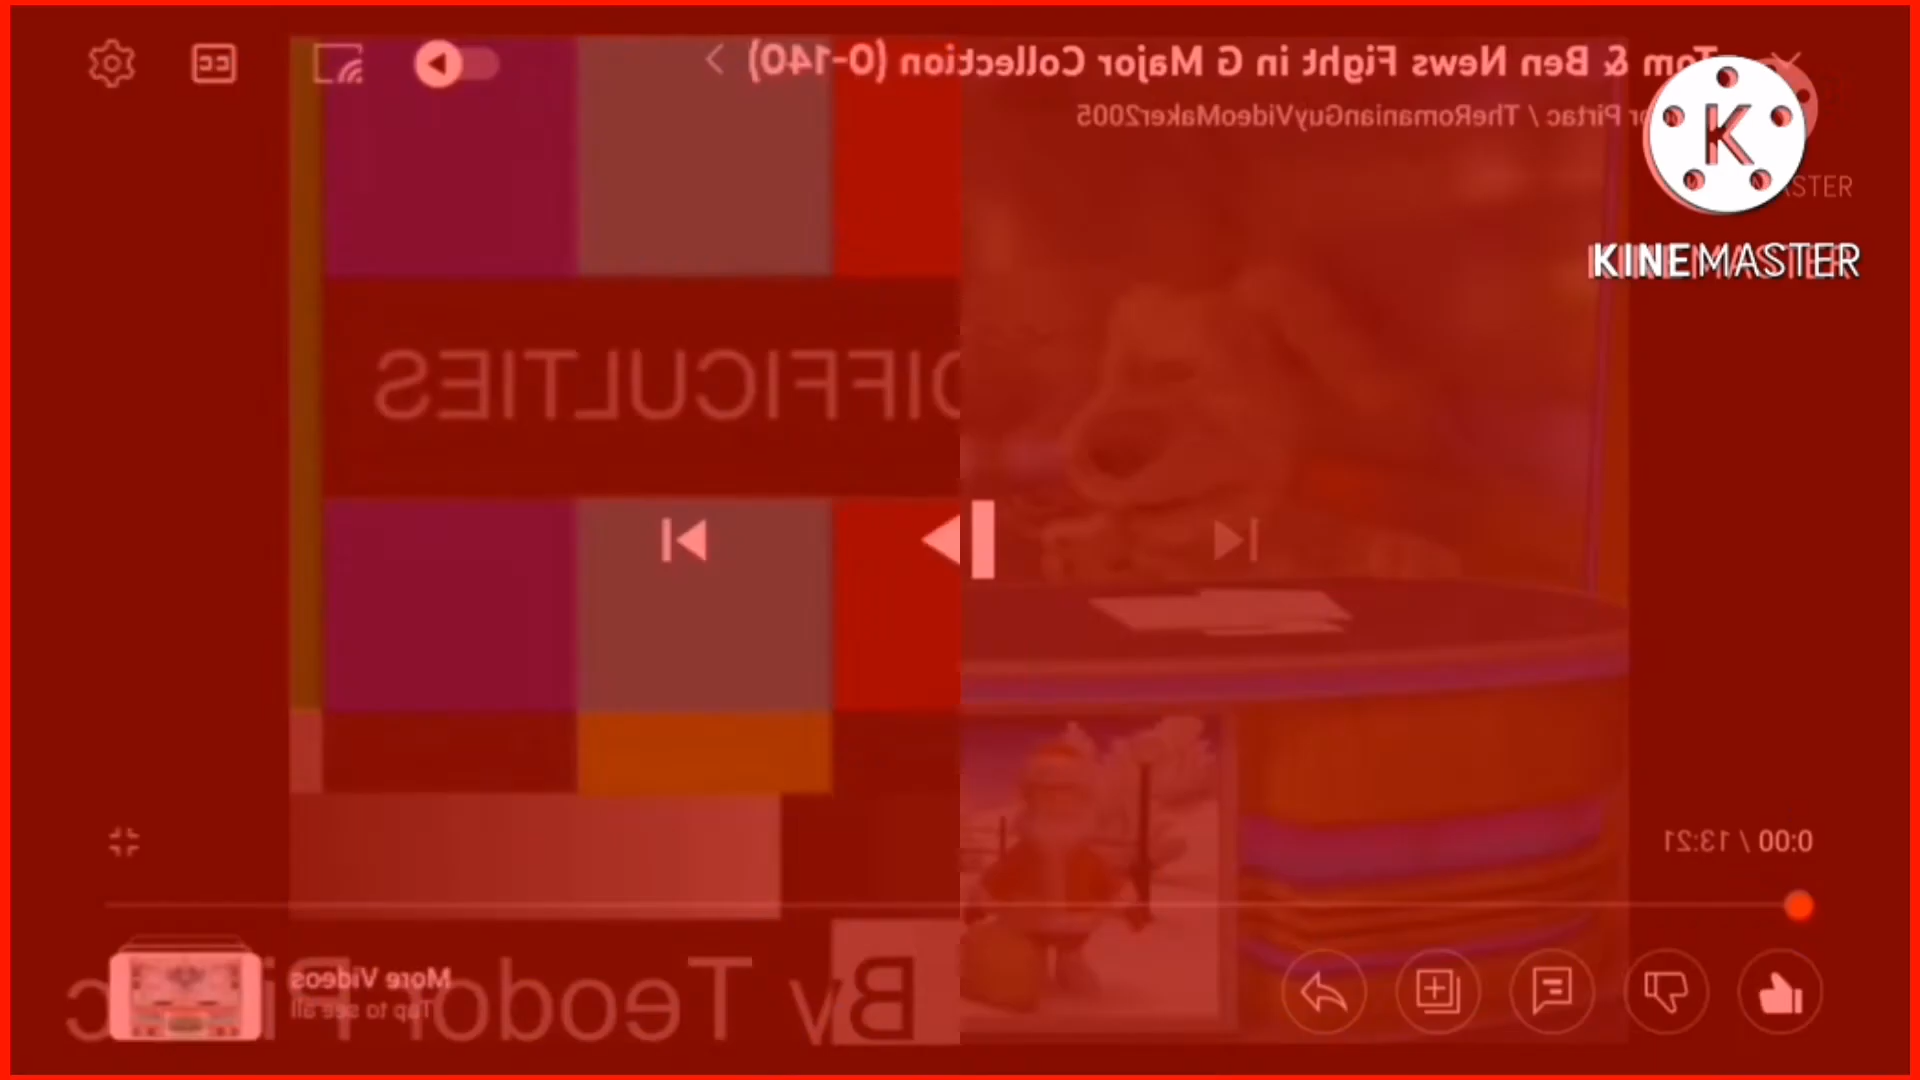 Tom & Ben News Fight in G Major Collection (0-140)
Pirtac / TheRomanianGuyVideoMaker2005
KINEMASTER
DIFFICULTIES
0:00 / 13:21
More Videos
Tap to see all
By Teodor